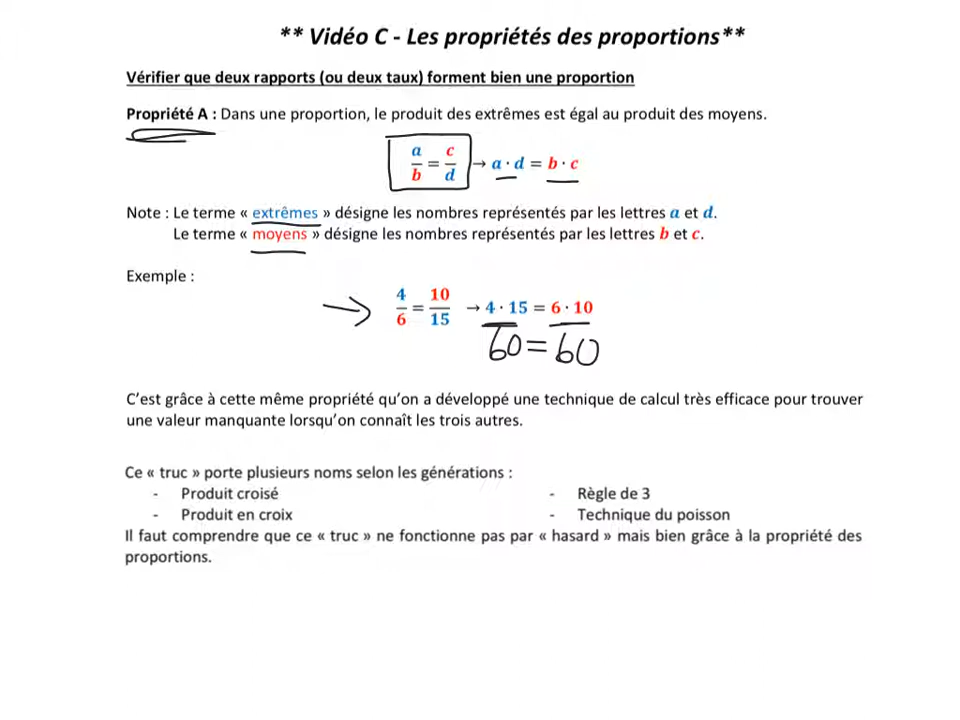 ** Vidéo C - Les propriétés des proportions**
Vérifier que deux rapports (ou deux taux) forment bien une proportion
Propriété A : Dans une proportion, le produit des extrêmes est égal au produit des moyens.
a/b = c/d → a · d = b · c
Note : Le terme « extrêmes » désigne les nombres représentés par les lettres a et d.
Le terme « moyens » désigne les nombres représentés par les lettres b et c.
Exemple :
4/6 = 10/15 → 4 · 15 = 6 · 10
60 = 60
C'est grâce à cette même propriété qu'on a développé une technique de calcul très efficace pour trouver
une valeur manquante lorsqu'on connaît les trois autres.
Ce « truc » porte plusieurs noms selon les générations :
- Produit croisé
- Produit en croix
- Règle de 3
- Technique du poisson
Il faut comprendre que ce « truc » ne fonctionne pas par « hasard » mais bien grâce à la propriété des
proportions.